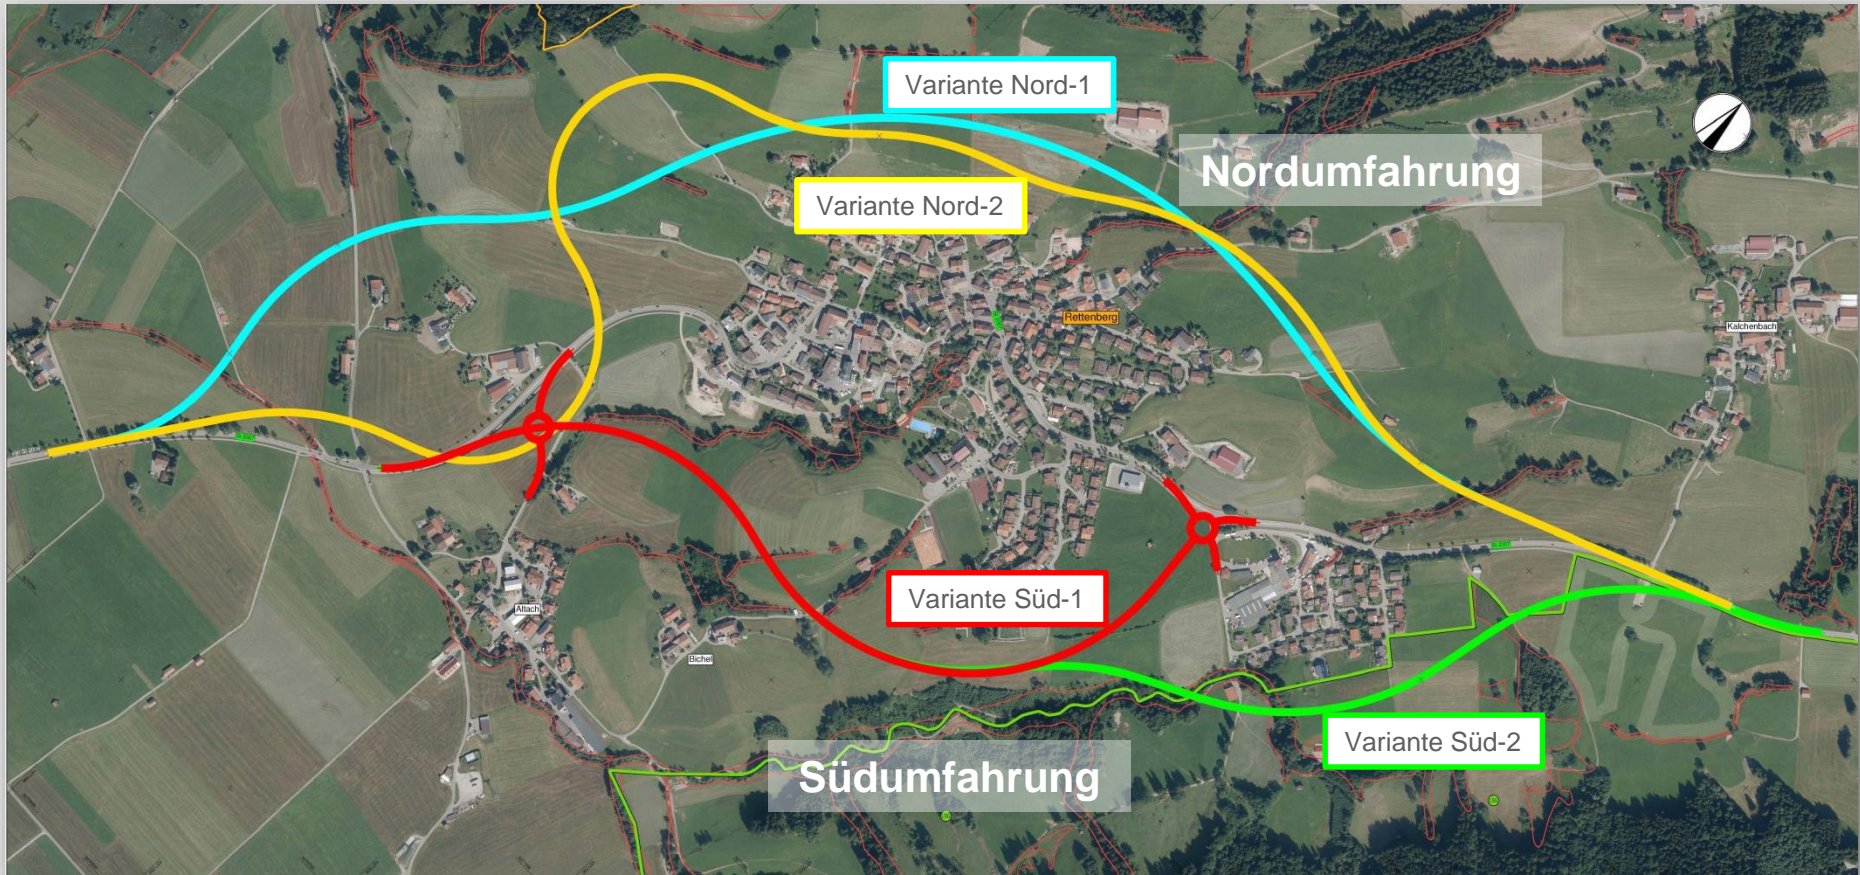 Variante Nord-1
Nordumfahrung
Variante Nord-2
Rettenberg
Kalchenbach
Variante Süd-1
Altach
Bichel
Variante Süd-2
Südumfahrung